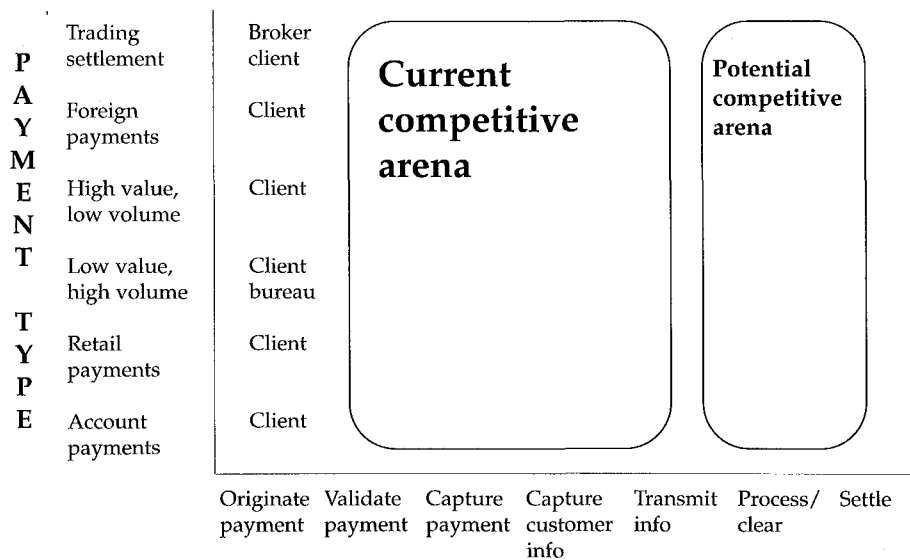 PAYMENT TYPE
Trading
settlement
Broker
client
Foreign
payments
Client
High value,
low volume
Client
Low value,
high volume
Client
bureau
Retail
payments
Client
Account
payments
Client
Current
competitive
arena
Potential
competitive
arena
Originate
payment
Validate
payment
Capture
payment
Capture
customer
info
Transmit
info
Process/
clear
Settle